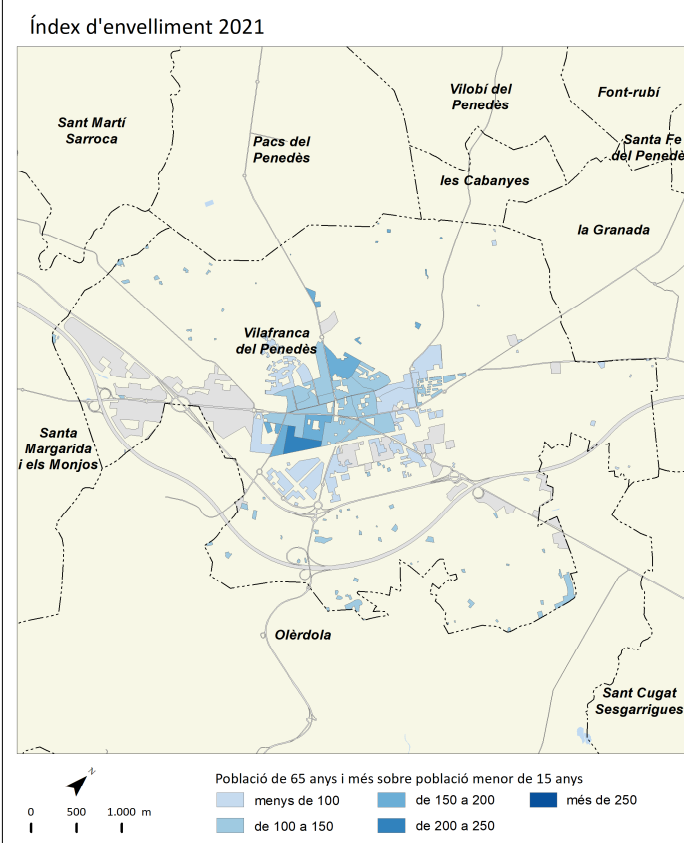 Índex d'envelliment 2021
Vilobí del
Penedès
Font-rubí
Sant Martí
Sarroca
Pacs del
Penedès
Santa Fe
del Penedè
les Cabanyes
la Granada
Vilafranca
del Penedès
Santa
Margarida
i els Monjos
Olèrdola
Sant Cugat
Sesgarrigues
N
Població de 65 anys i més sobre població menor de 15 anys
menys de 100
de 150 a 200
més de 250
0 500 1.000 m
de 100 a 150
de 200 a 250